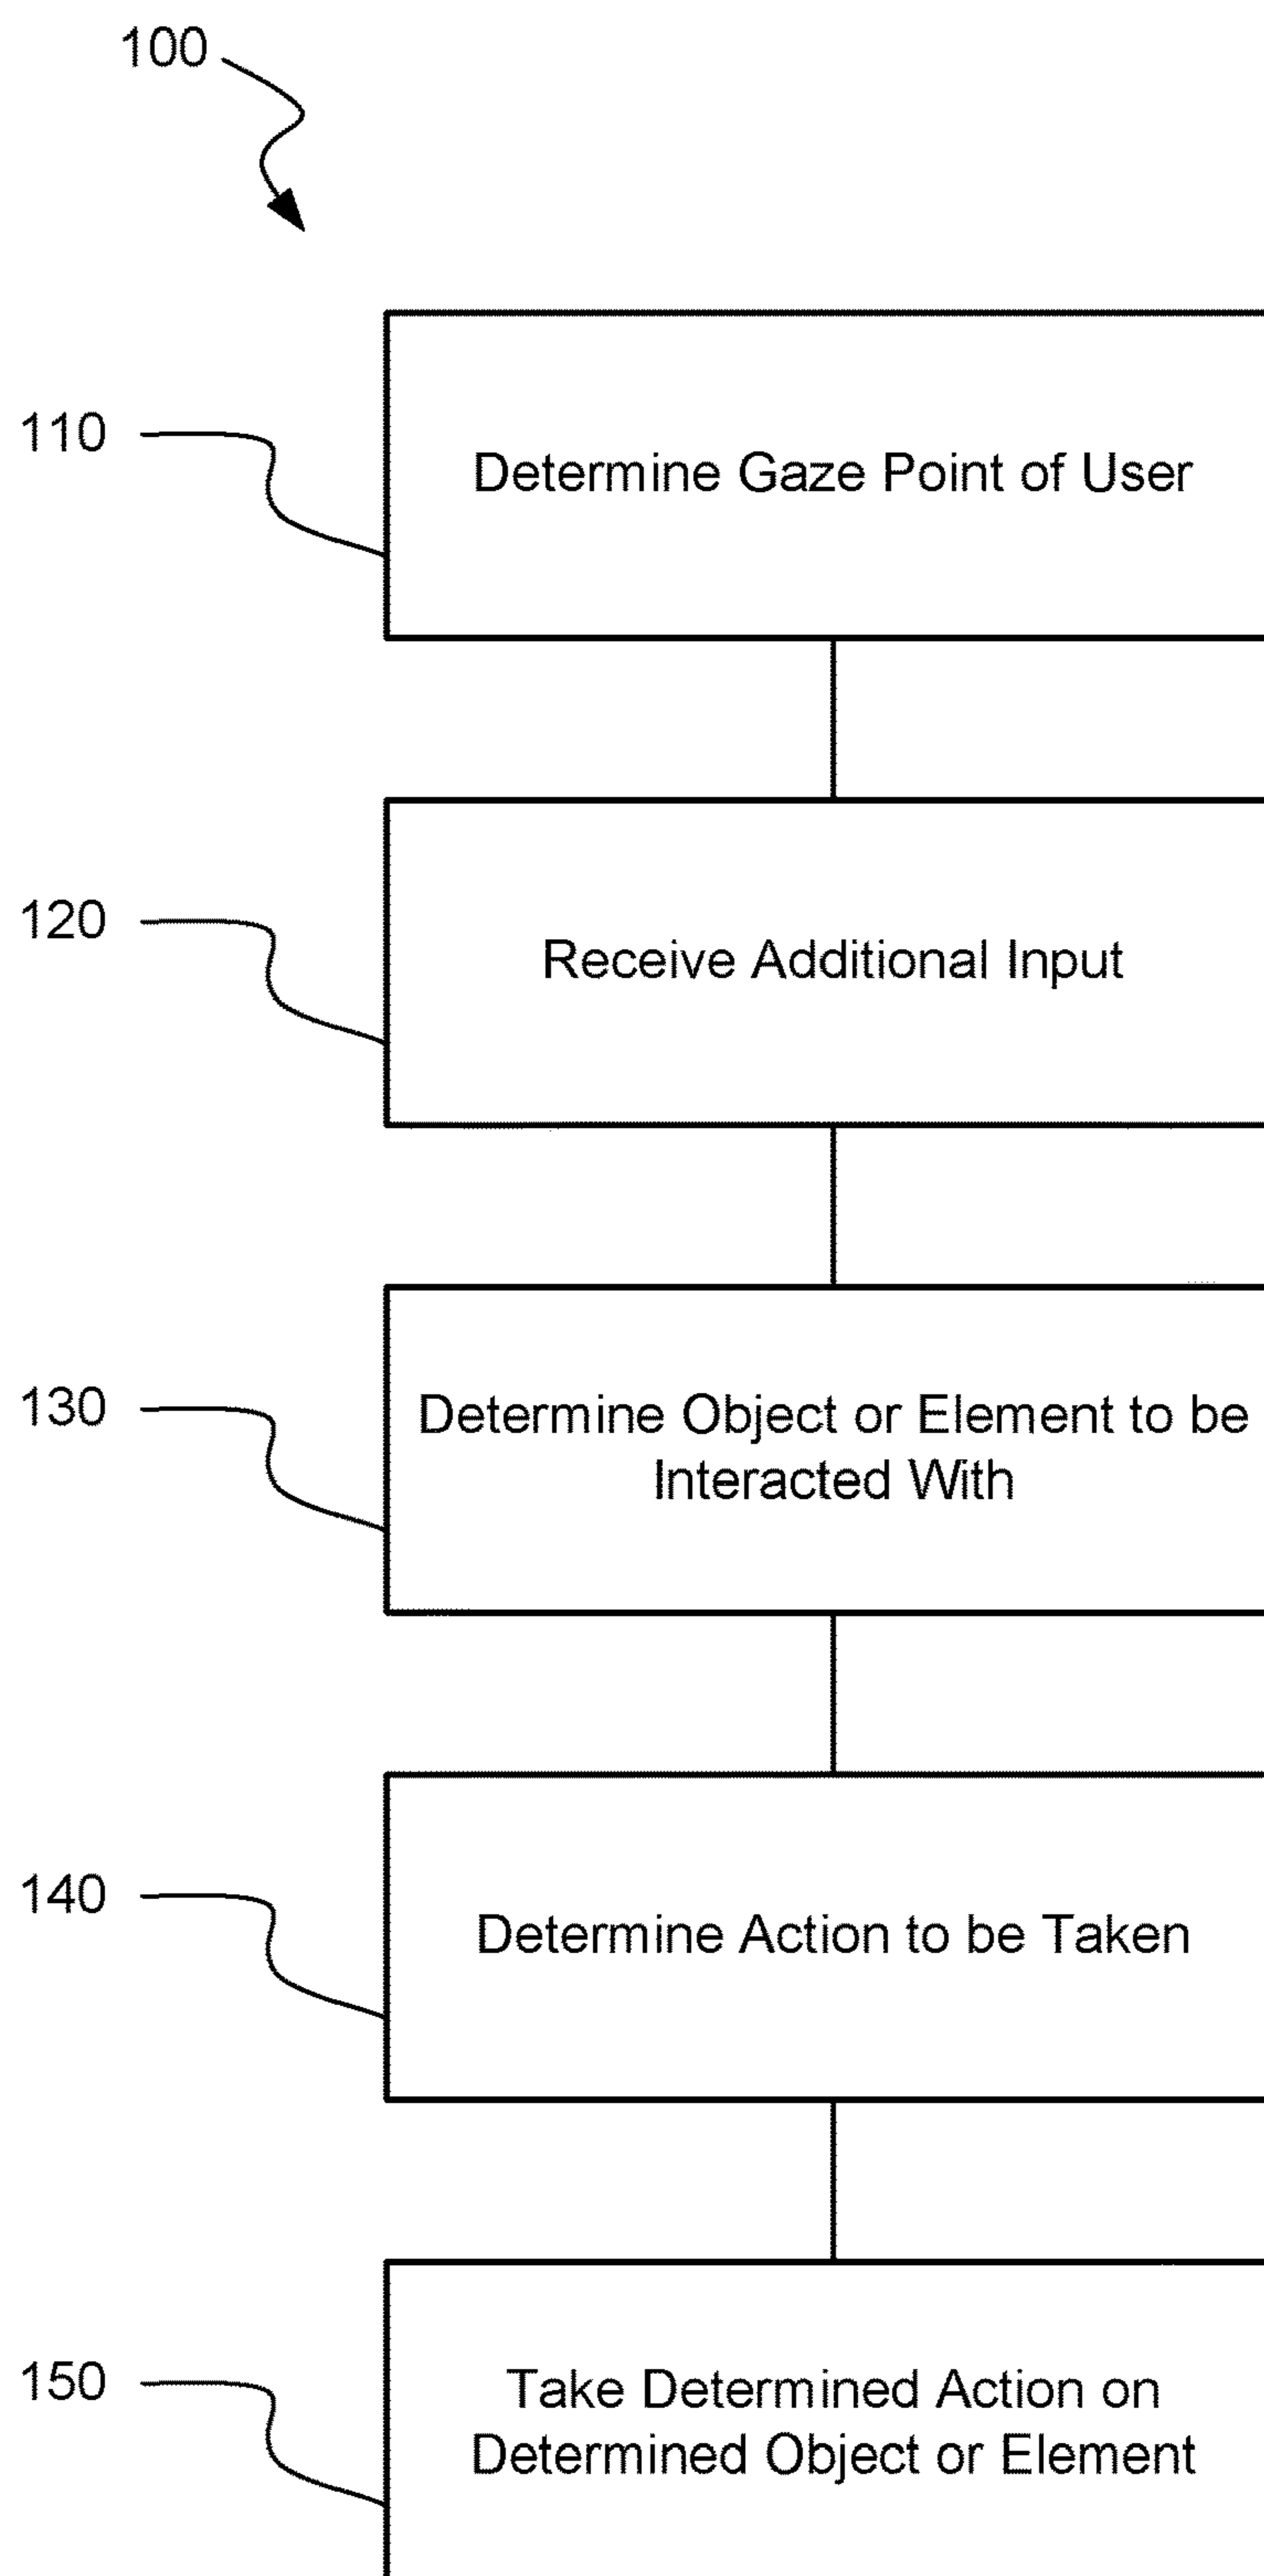 100
110
Determine Gaze Point of User
120
Receive Additional Input
130
Determine Object or Element to be
Interacted With
140
Determine Action to be Taken
150
Take Determined Action on
Determined Object or Element